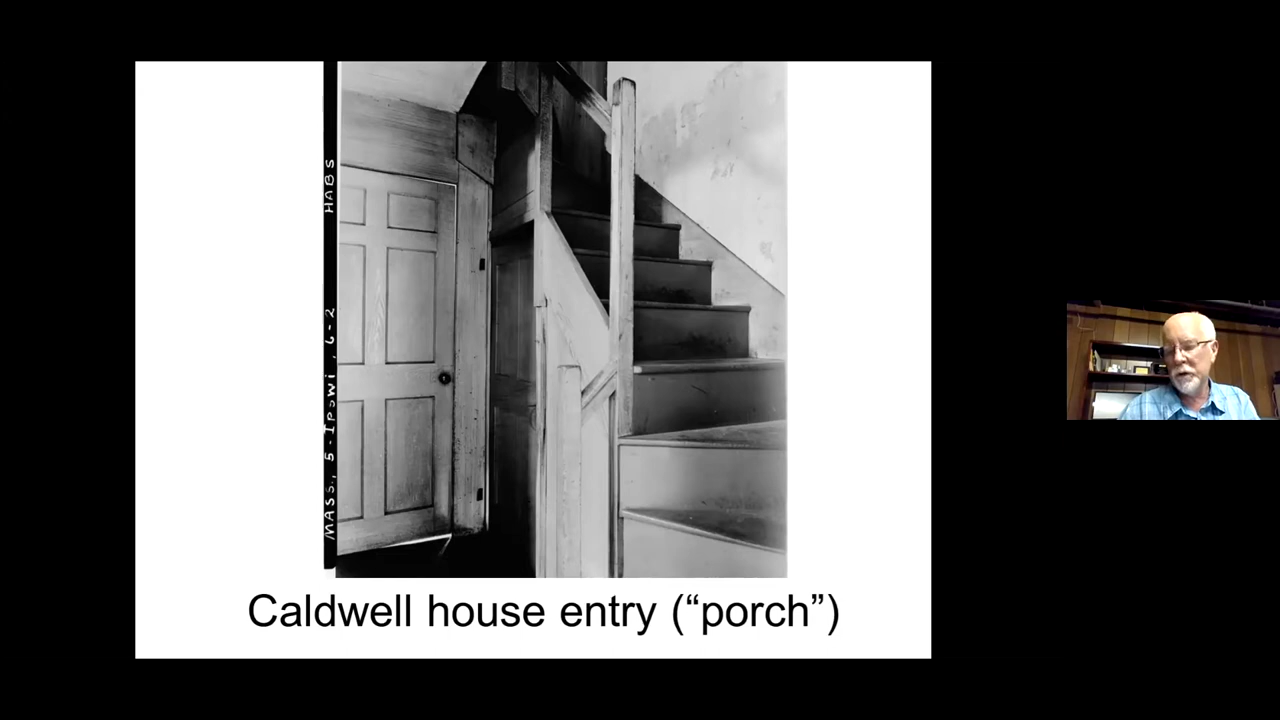 MASS., 5-IPSWI, 6-2 HABS
Caldwell house entry (“porch”)